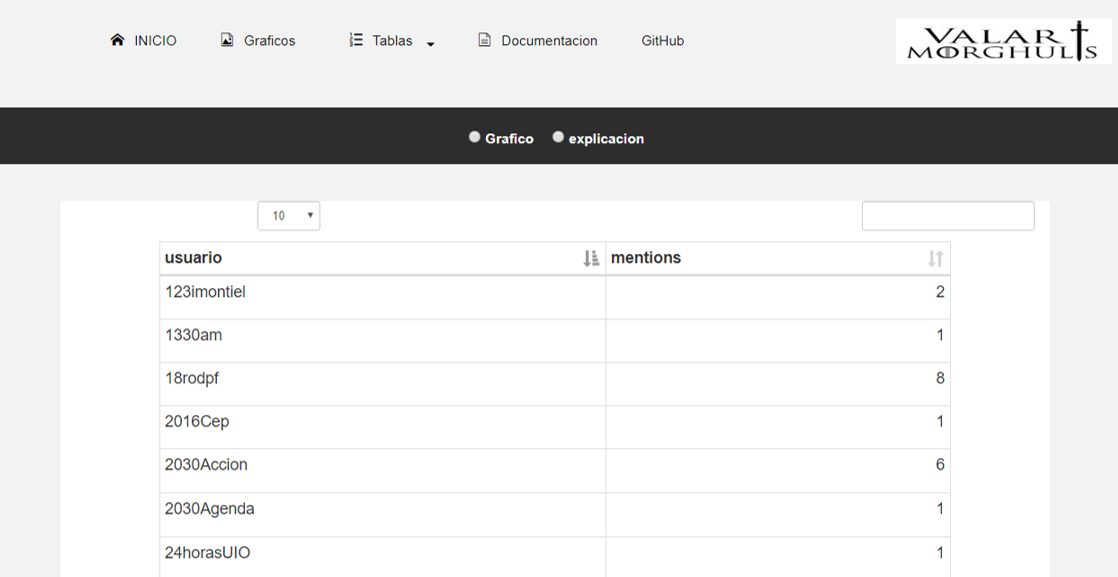 INICIO Graficos Tablas Documentacion GitHub
VALAR
MORGHULIS
Grafico explicacion
10
usuario mentions
123imontiel 2
1330am 1
18rodpf 8
2016Cep 1
2030Accion 6
2030Agenda 1
24horasUIO 1